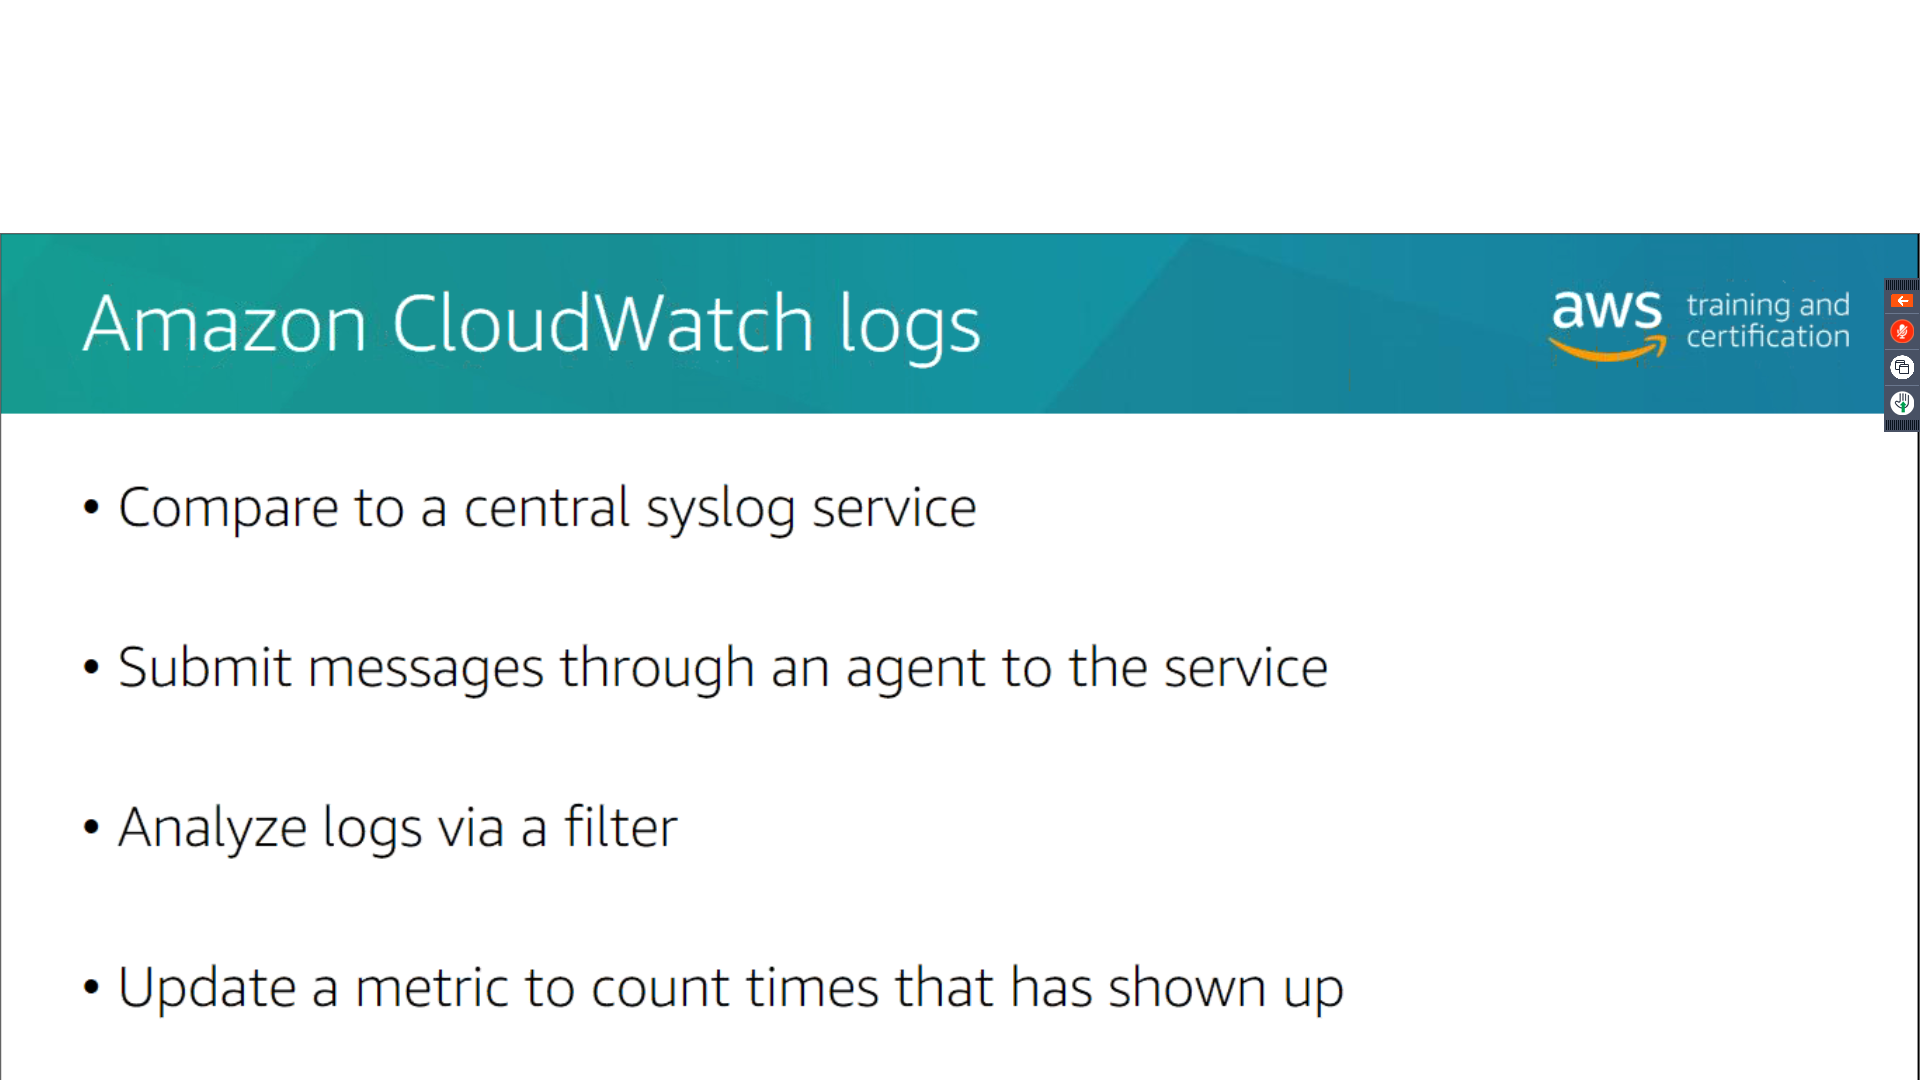 Amazon CloudWatch logs
aws training and
certification
• Compare to a central syslog service
• Submit messages through an agent to the service
• Analyze logs via a filter
• Update a metric to count times that has shown up